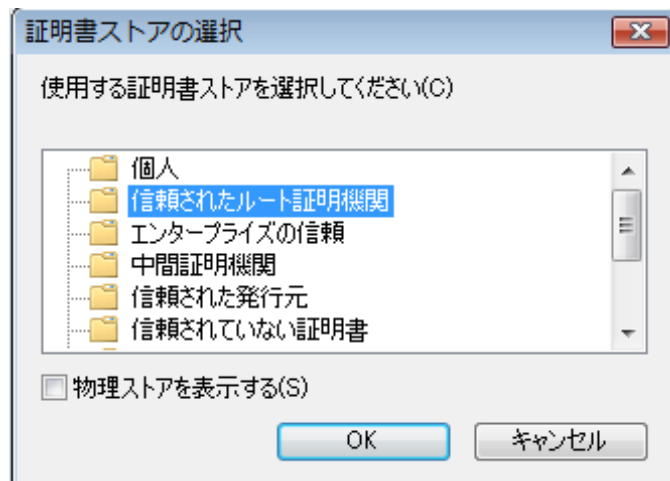 証明書ストアの選択
使用する証明書ストアを選択してください(C)
個人
信頼されたルート証明機関
エンタープライズの信頼
中間証明機関
信頼された発行元
信頼されていない証明書
物理ストアを表示する(S)
OK キャンセル